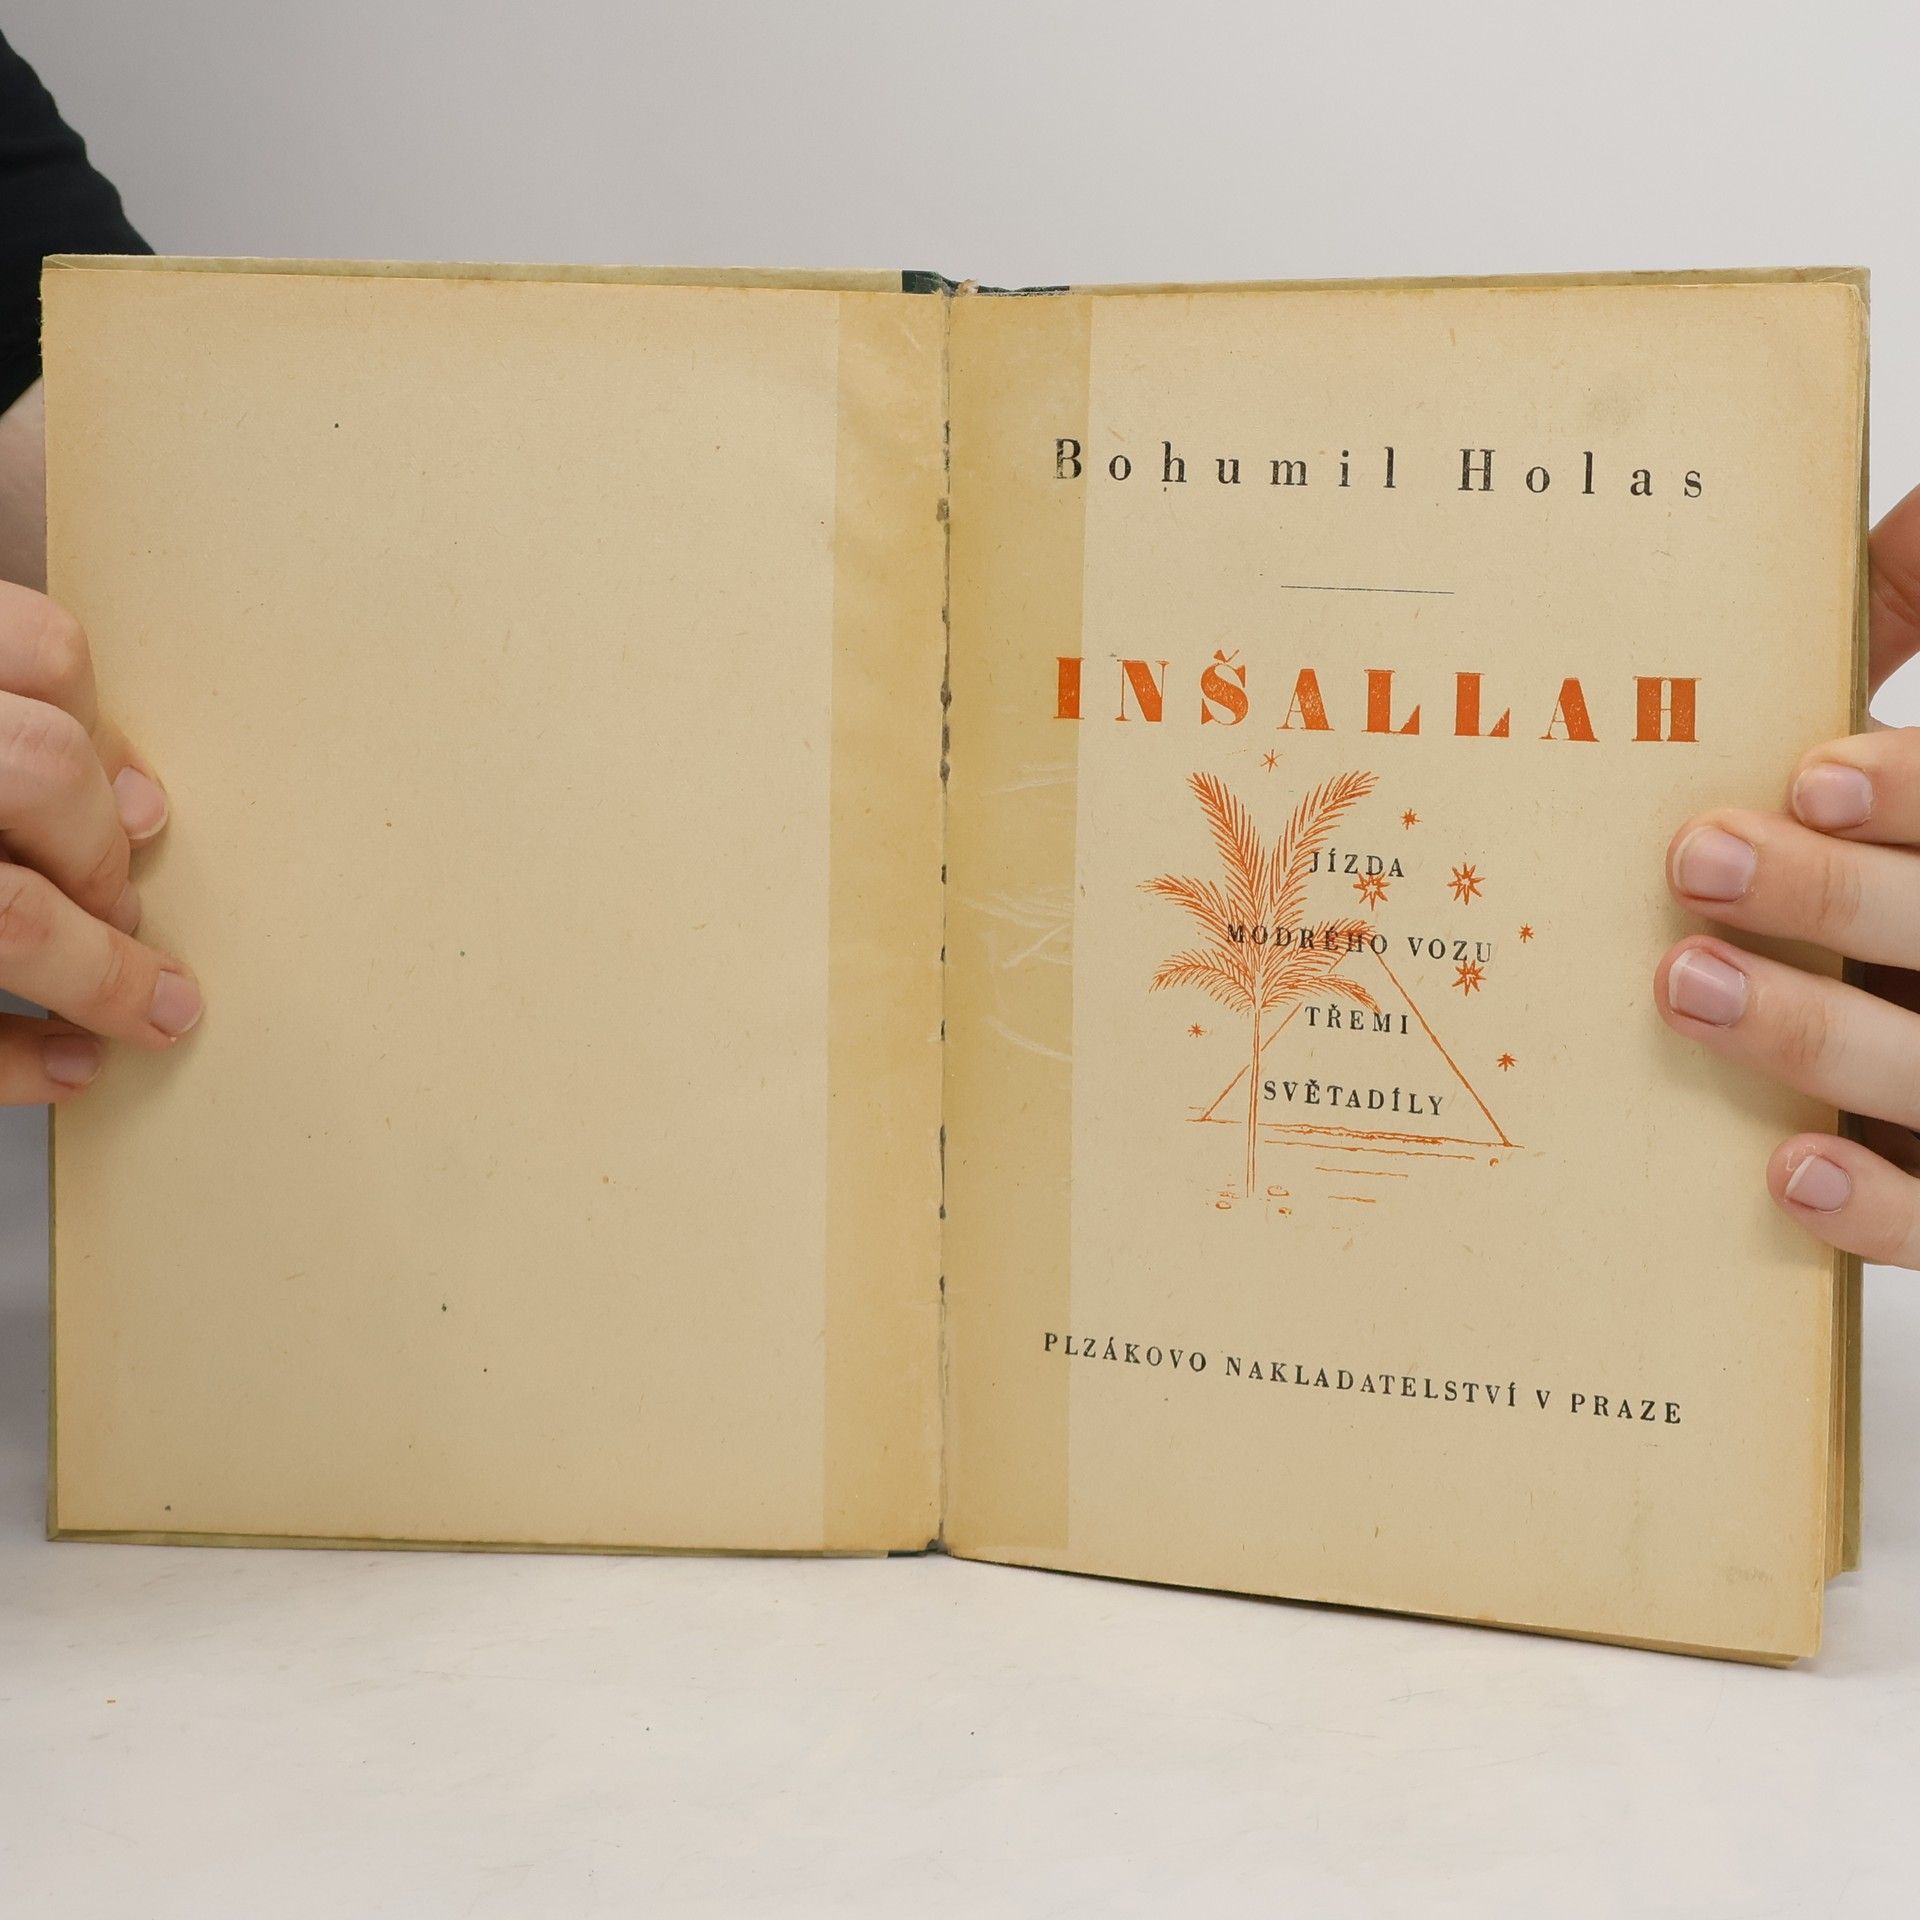 Bohumil Holas
INŠALLAH
JÍZDA
MODRÉHO VOZU
TŘEMI
SVĚTADÍLY
PLZÁKOVO NAKLADATELSTVÍ V PRAZE